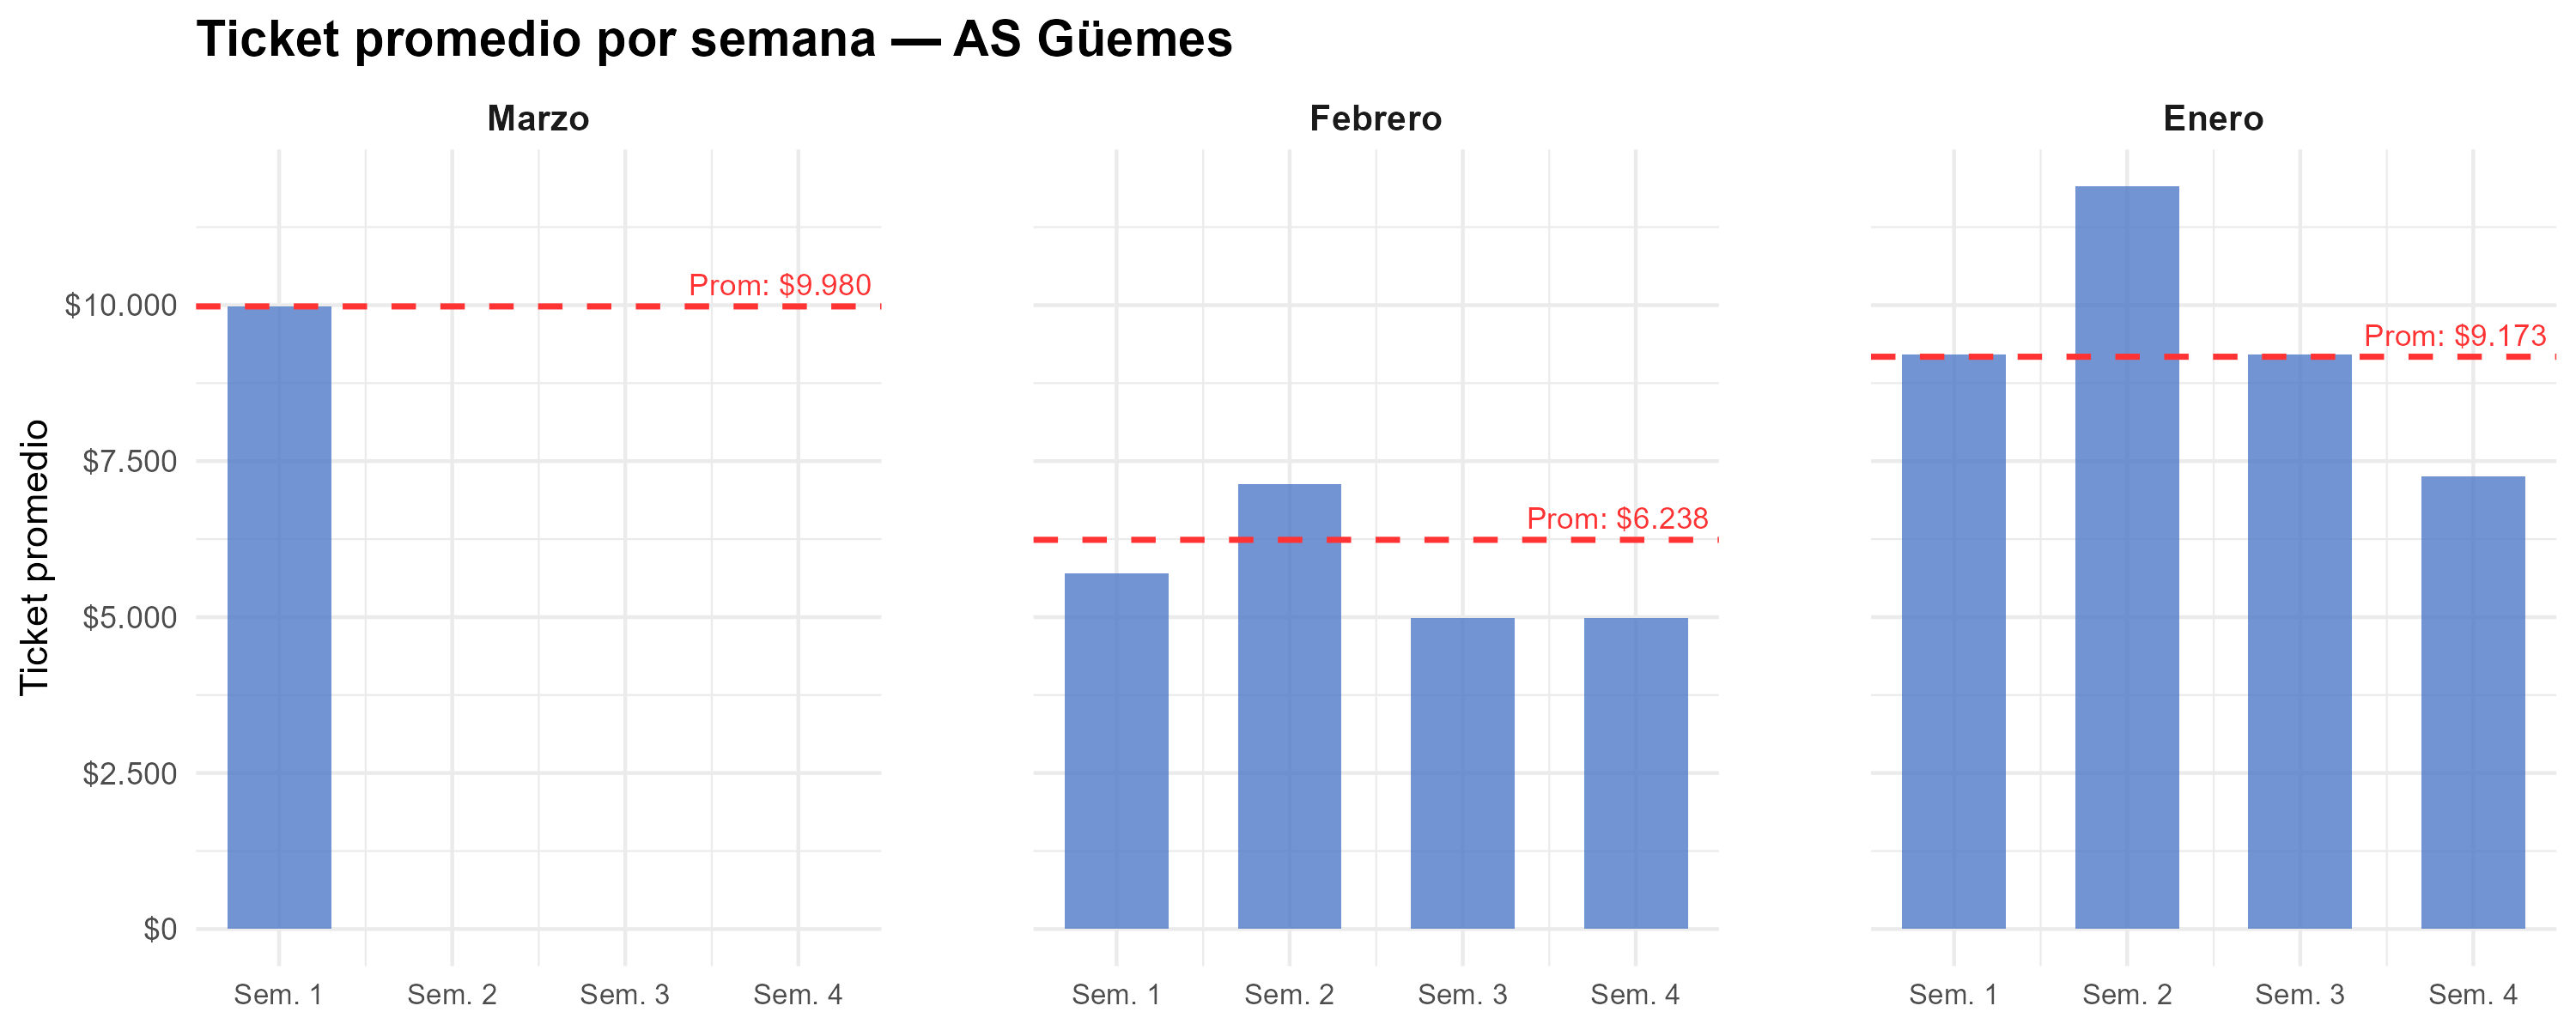 Ticket promedio por semana — AS Güemes
Marzo
Febrero
Enero
Ticket promedio
$10.000
$7.500
$5.000
$2.500
$0
Prom: $9.980
Prom: $6.238
Prom: $9.173
Sem. 1 Sem. 2 Sem. 3 Sem. 4
Sem. 1 Sem. 2 Sem. 3 Sem. 4
Sem. 1 Sem. 2 Sem. 3 Sem. 4